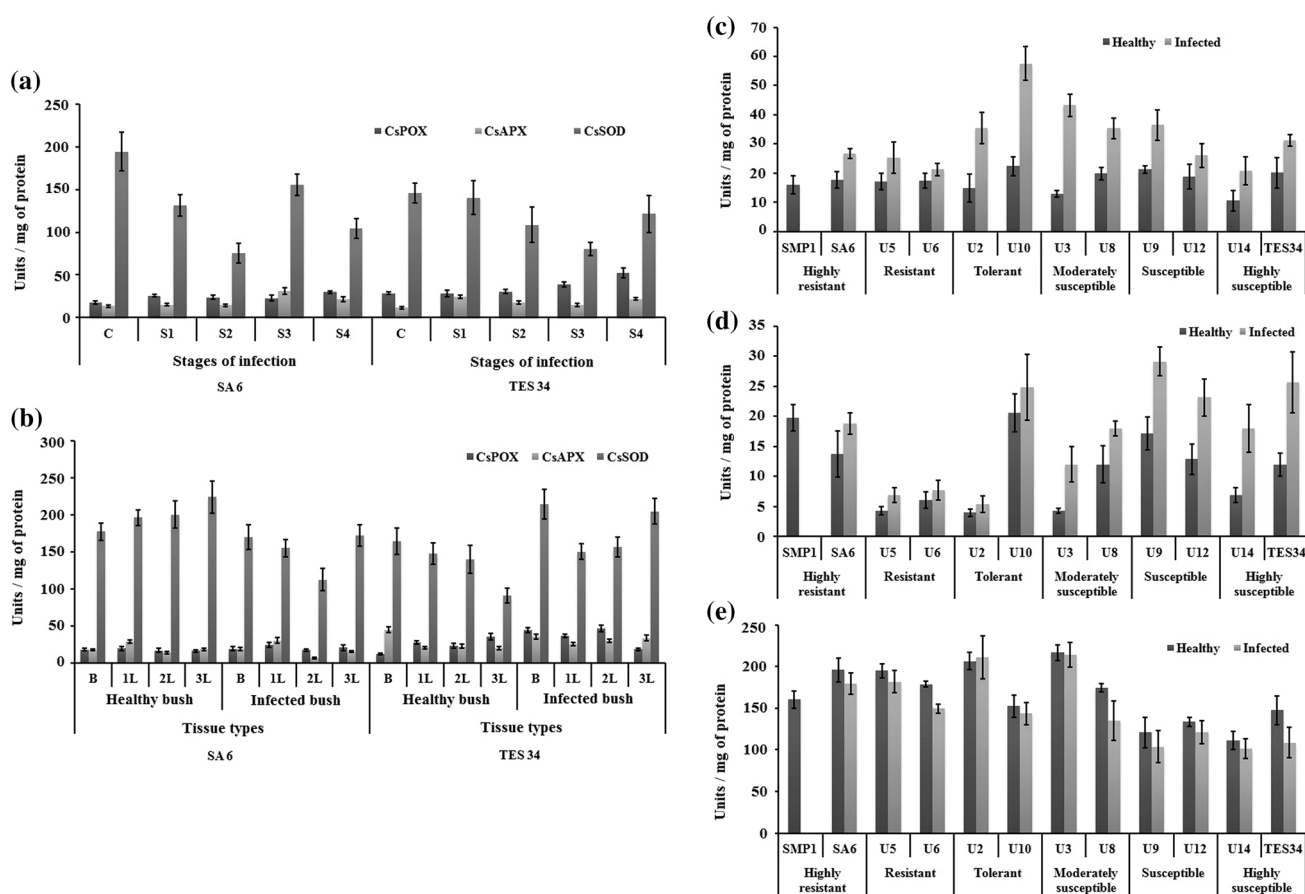 (a)
Units / mg of protein
250
200
150
100
50
0
CsPOX CsAPX CsSOD
C S1 S2 S3 S4 C S1 S2 S3 S4
Stages of infection Stages of infection
SA 6 TES 34
(b)
Units / mg of protein
300
250
200
150
100
50
0
CsPOX CsAPX CsSOD
B 1L 2L 3L B 1L 2L 3L B 1L 2L 3L B 1L 2L 3L
Healthy bush Infected bush Healthy bush Infected bush
Tissue types Tissue types
SA 6 TES 34
(c)
Units / mg of protein
70
60
50
40
30
20
10
0
Healthy Infected
SMP1 SA6 U5 U6 U2 U10 U3 U8 U9 U12 U14 TES34
Highly resistant Resistant Tolerant Moderately susceptible Susceptible Highly susceptible
(d)
Units / mg of protein
35
30
25
20
15
10
5
0
Healthy Infected
SMP1 SA6 U5 U6 U2 U10 U3 U8 U9 U12 U14 TES34
Highly resistant Resistant Tolerant Moderately susceptible Susceptible Highly susceptible
(e)
Units / mg of protein
250
200
150
100
50
0
Healthy Infected
SMP1 SA6 U5 U6 U2 U10 U3 U8 U9 U12 U14 TES34
Highly resistant Resistant Tolerant Moderately susceptible Susceptible Highly susceptible